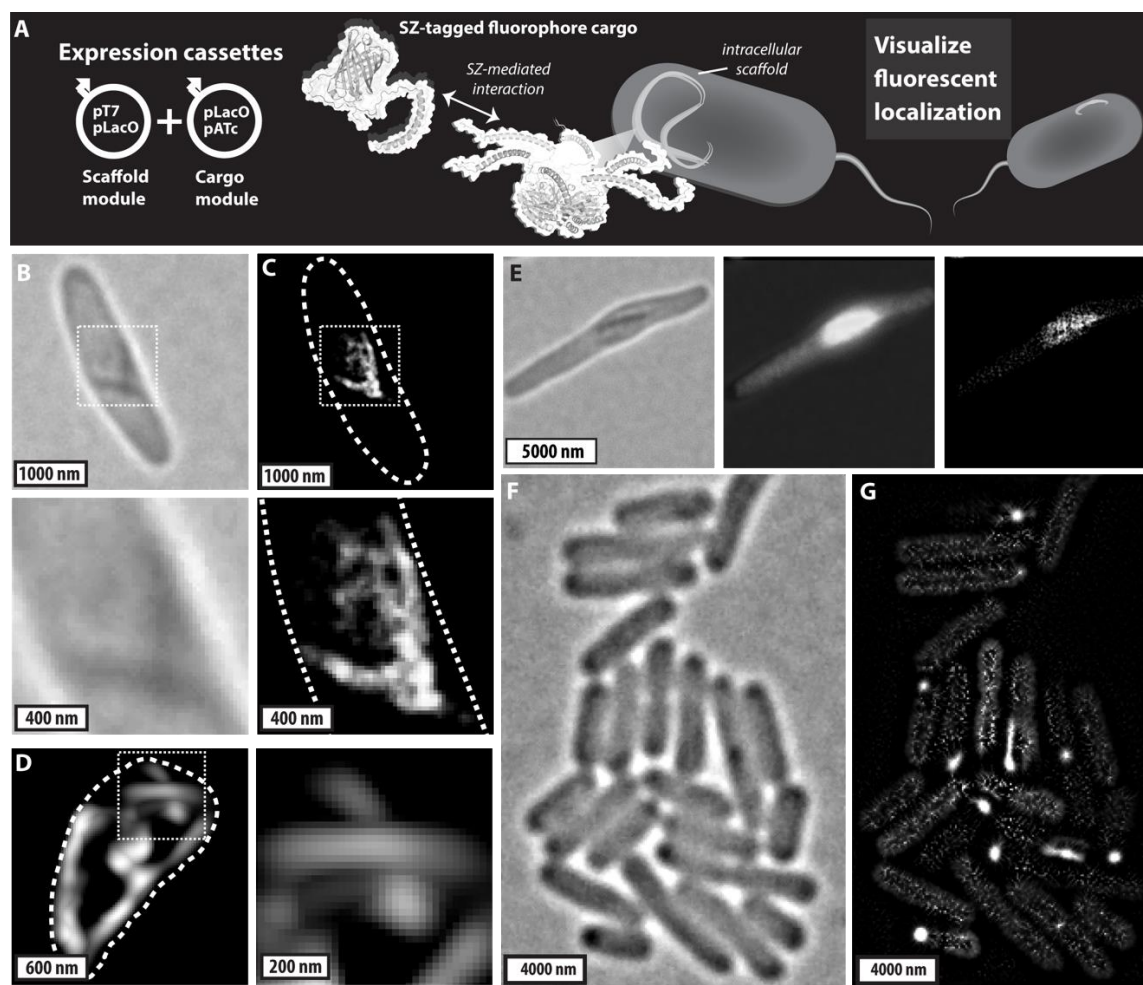 A
Expression cassettes
pT7
pLacO
+
pLacO
pATc
Scaffold
module
Cargo
module
SZ-tagged fluorophore cargo
SZ-mediated
interaction
intracellular
scaffold
Visualize
fluorescent
localization
B
1000 nm
400 nm
C
1000 nm
400 nm
D
600 nm
200 nm
E
5000 nm
F
4000 nm
G
4000 nm